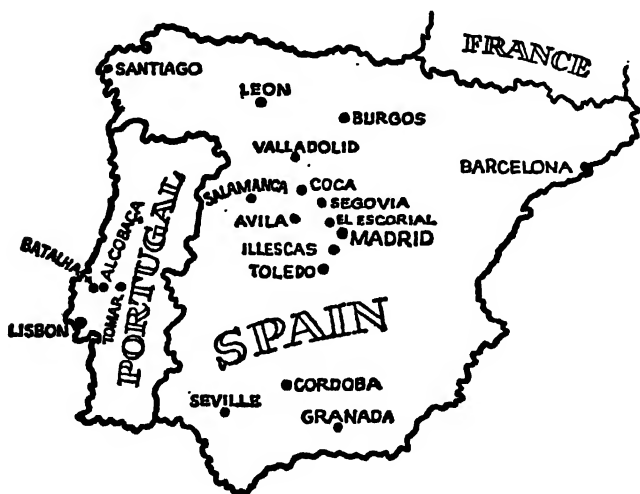 FRANCE
SANTIAGO
LEON
BURGOS
VALLADOLID
BARCELONA
SALAMANCA
COCA
SEGOVIA
AVILA
EL ESCORIAL
MADRID
ILLESCAS
TOLEDO
BATALHA
ALCOBAÇA
TOMAR
PORTUGAL
LISBON
SPAIN
CORDOBA
SEVILLE
GRANADA